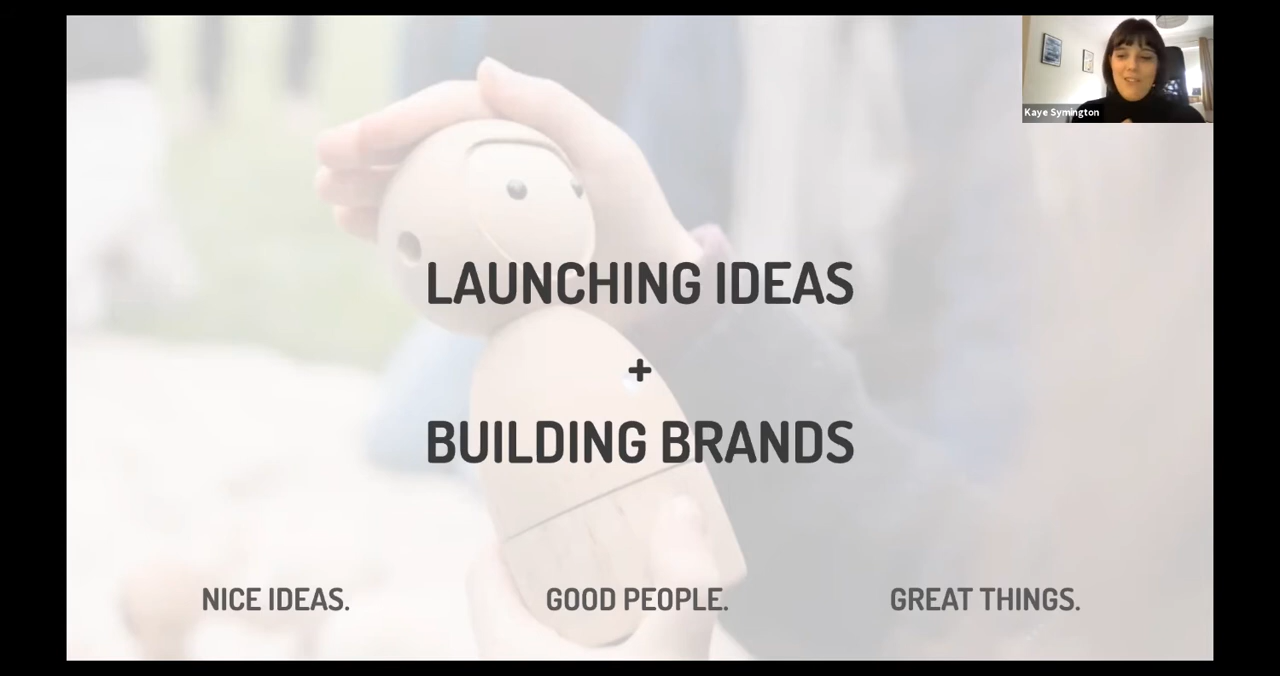 Kaye Symington
LAUNCHING IDEAS
+
BUILDING BRANDS
NICE IDEAS.
GOOD PEOPLE.
GREAT THINGS.